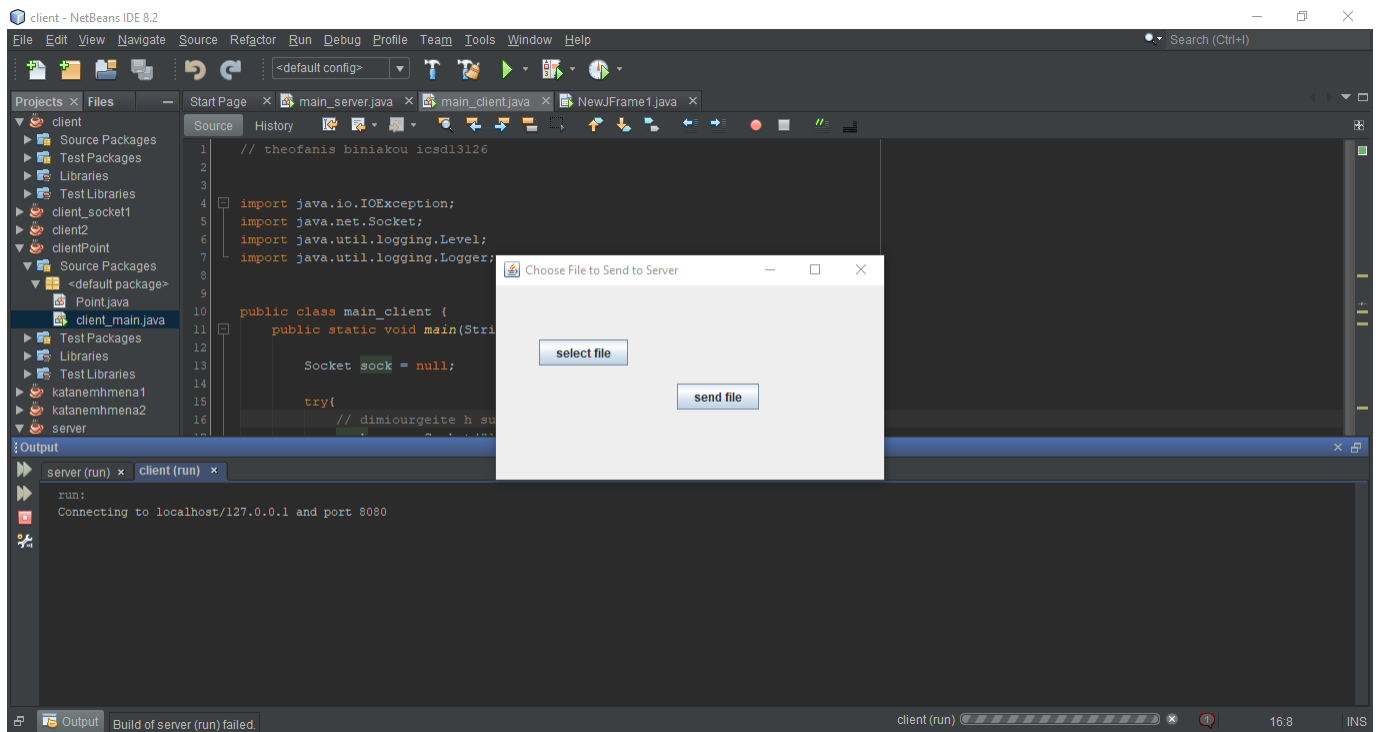 client - NetBeans IDE 8.2
File Edit View Navigate Source Refactor Run Debug Profile Team Tools Window Help
Search (Ctrl+I)
<default config>
Projects Files
Start Page main_server.java main_client.java NewJFrame1.java
Source History
client
Source Packages
Test Packages
Libraries
Test Libraries
client_socket1
client2
clientPoint
Source Packages
<default package>
Point.java
client_main.java
Test Packages
Libraries
Test Libraries
katanemhmena1
katanemhmena2
server
1 // theofanis biniakou icsd13126
2
3
4 import java.io.IOException;
5 import java.net.Socket;
6 import java.util.logging.Level;
7 import java.util.logging.Logger;
8
9
10 public class main_client {
11 public static void main(Stri
12
13 Socket sock = null;
14
15 try{
16 // dimiourgeite h su
Choose File to Send to Server
select file
send file
Output
server (run) client (run)
run:
Connecting to localhost/127.0.0.1 and port 8080
Output Build of server (run) failed.
client (run) 1 16:8 INS